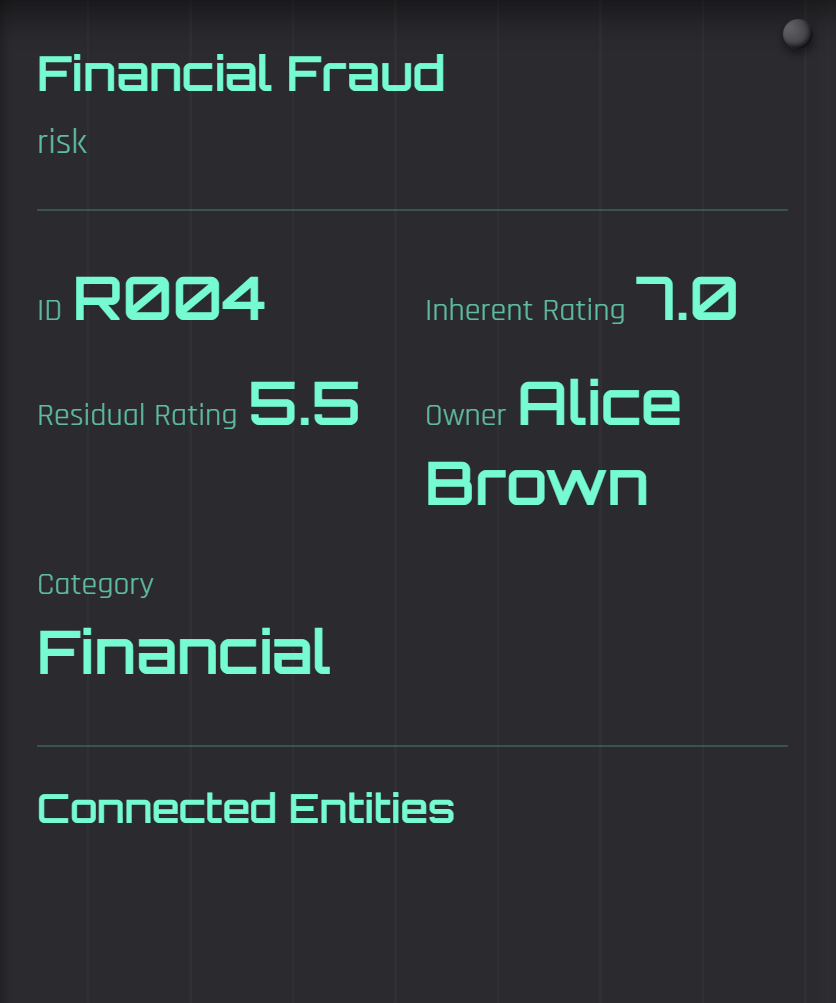 Financial Fraud
risk
ID R004
Inherent Rating 7.0
Residual Rating 5.5
Owner Alice
Brown
Category
Financial
Connected Entities